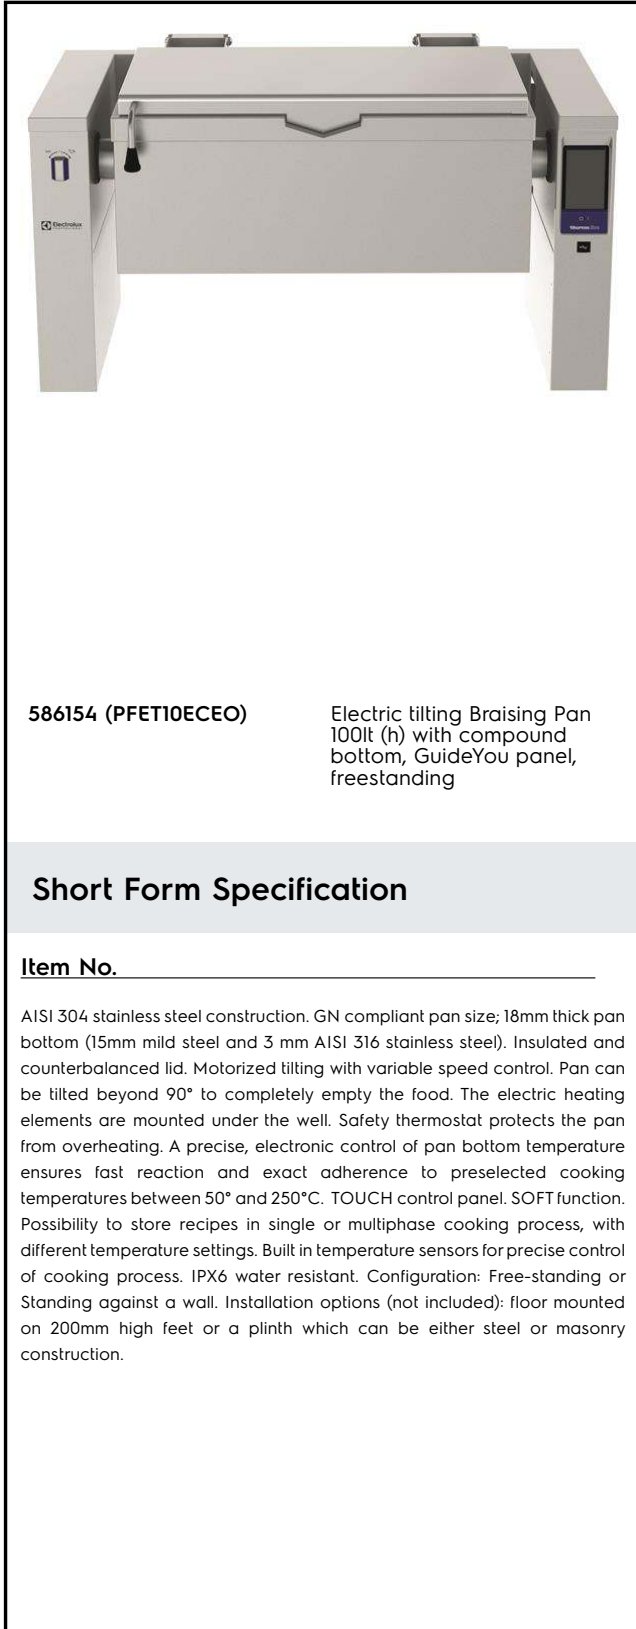 Electrolux
PROFESSIONAL
thermaline
586154 (PFET10ECEO)
Electric tilting Braising Pan
100lt (h) with compound
bottom, GuideYou panel,
freestanding
Short Form Specification
Item No.
AISI 304 stainless steel construction. GN compliant pan size; 18mm thick pan
bottom (15mm mild steel and 3 mm AISI 316 stainless steel). Insulated and
counterbalanced lid. Motorized tilting with variable speed control. Pan can
be tilted beyond 90° to completely empty the food. The electric heating
elements are mounted under the well. Safety thermostat protects the pan
from overheating. A precise, electronic control of pan bottom temperature
ensures fast reaction and exact adherence to preselected cooking
temperatures between 50° and 250°C. TOUCH control panel. SOFT function.
Possibility to store recipes in single or multiphase cooking process, with
different temperature settings. Built in temperature sensors for precise control
of cooking process. IPX6 water resistant. Configuration: Free-standing or
Standing against a wall. Installation options (not included): floor mounted
on 200mm high feet or a plinth which can be either steel or masonry
construction.